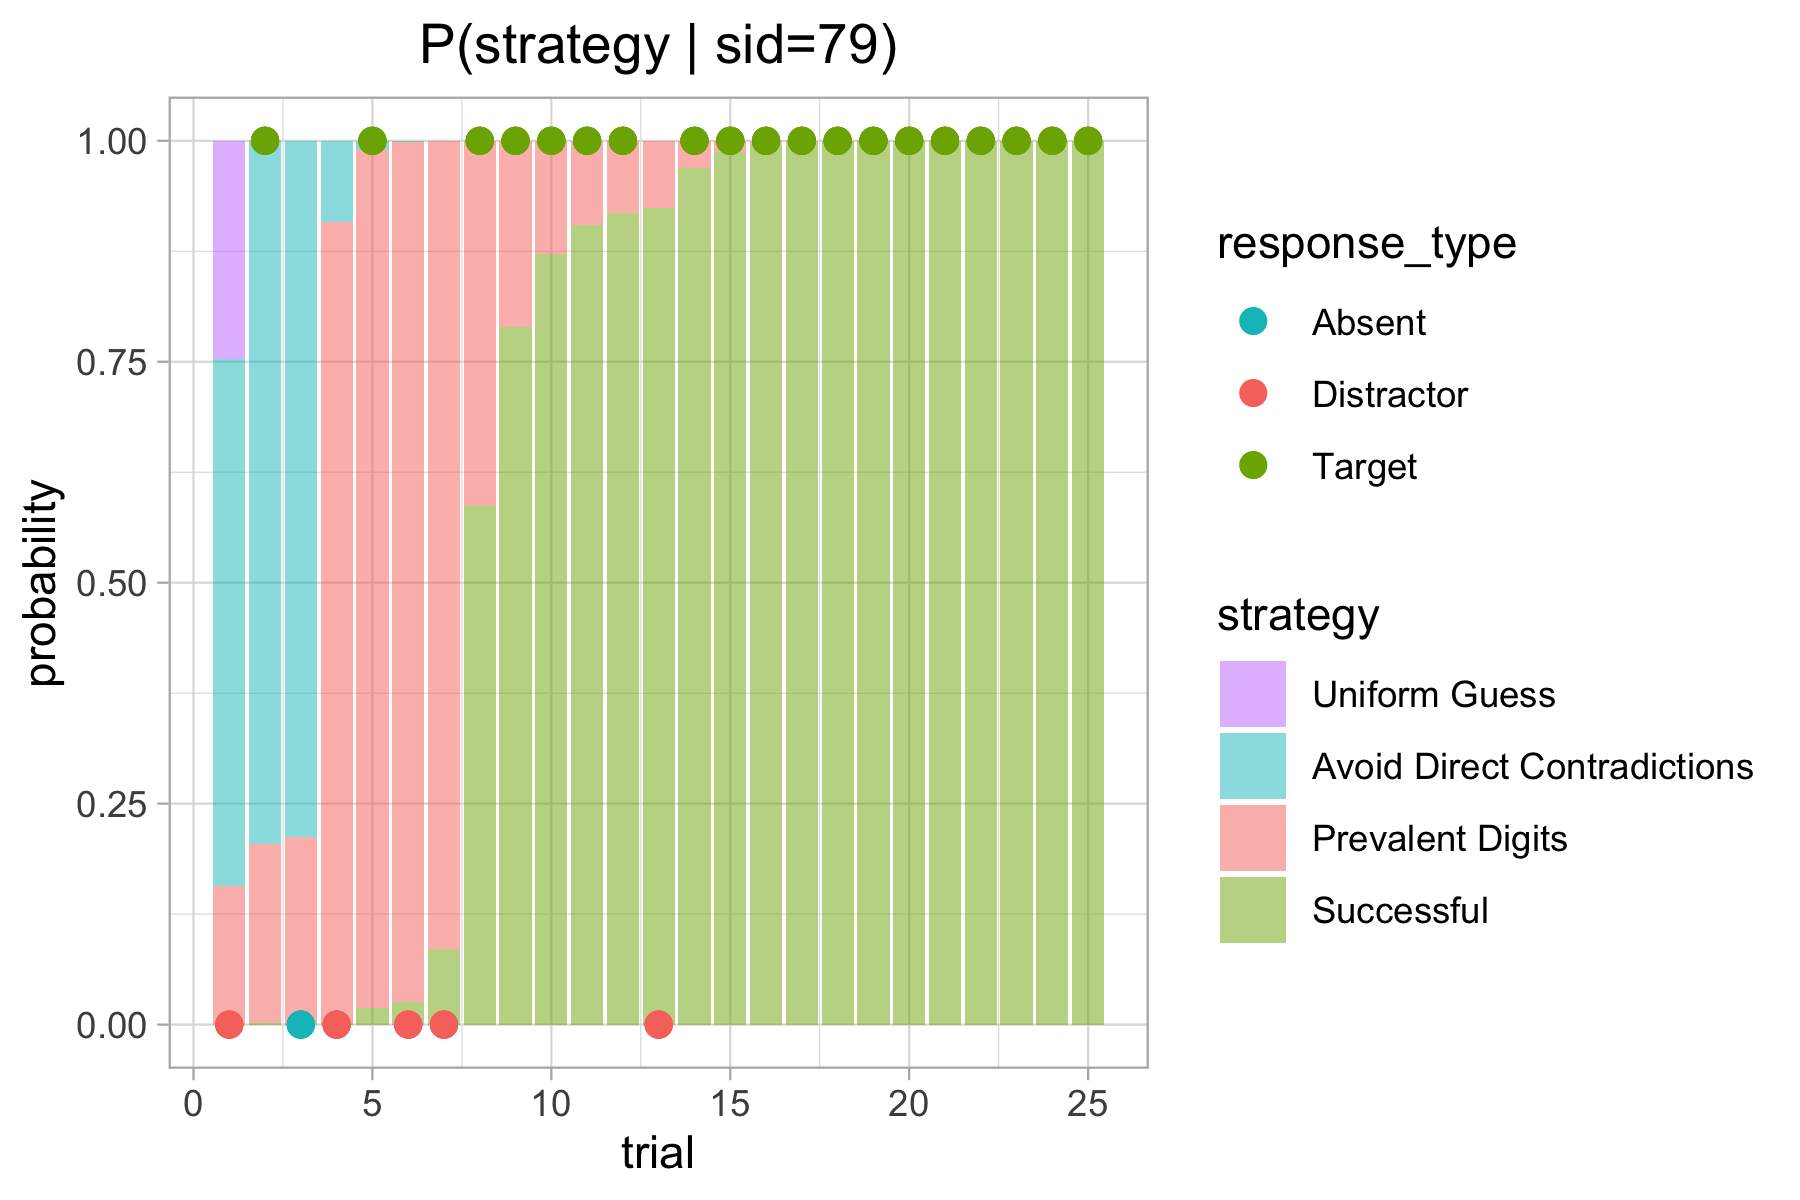 P(strategy | sid=79)
1.00
0.75
0.50
0.25
0.00
probability
0 5 10 15 20 25
trial
response_type
Absent
Distractor
Target
strategy
Uniform Guess
Avoid Direct Contradictions
Prevalent Digits
Successful